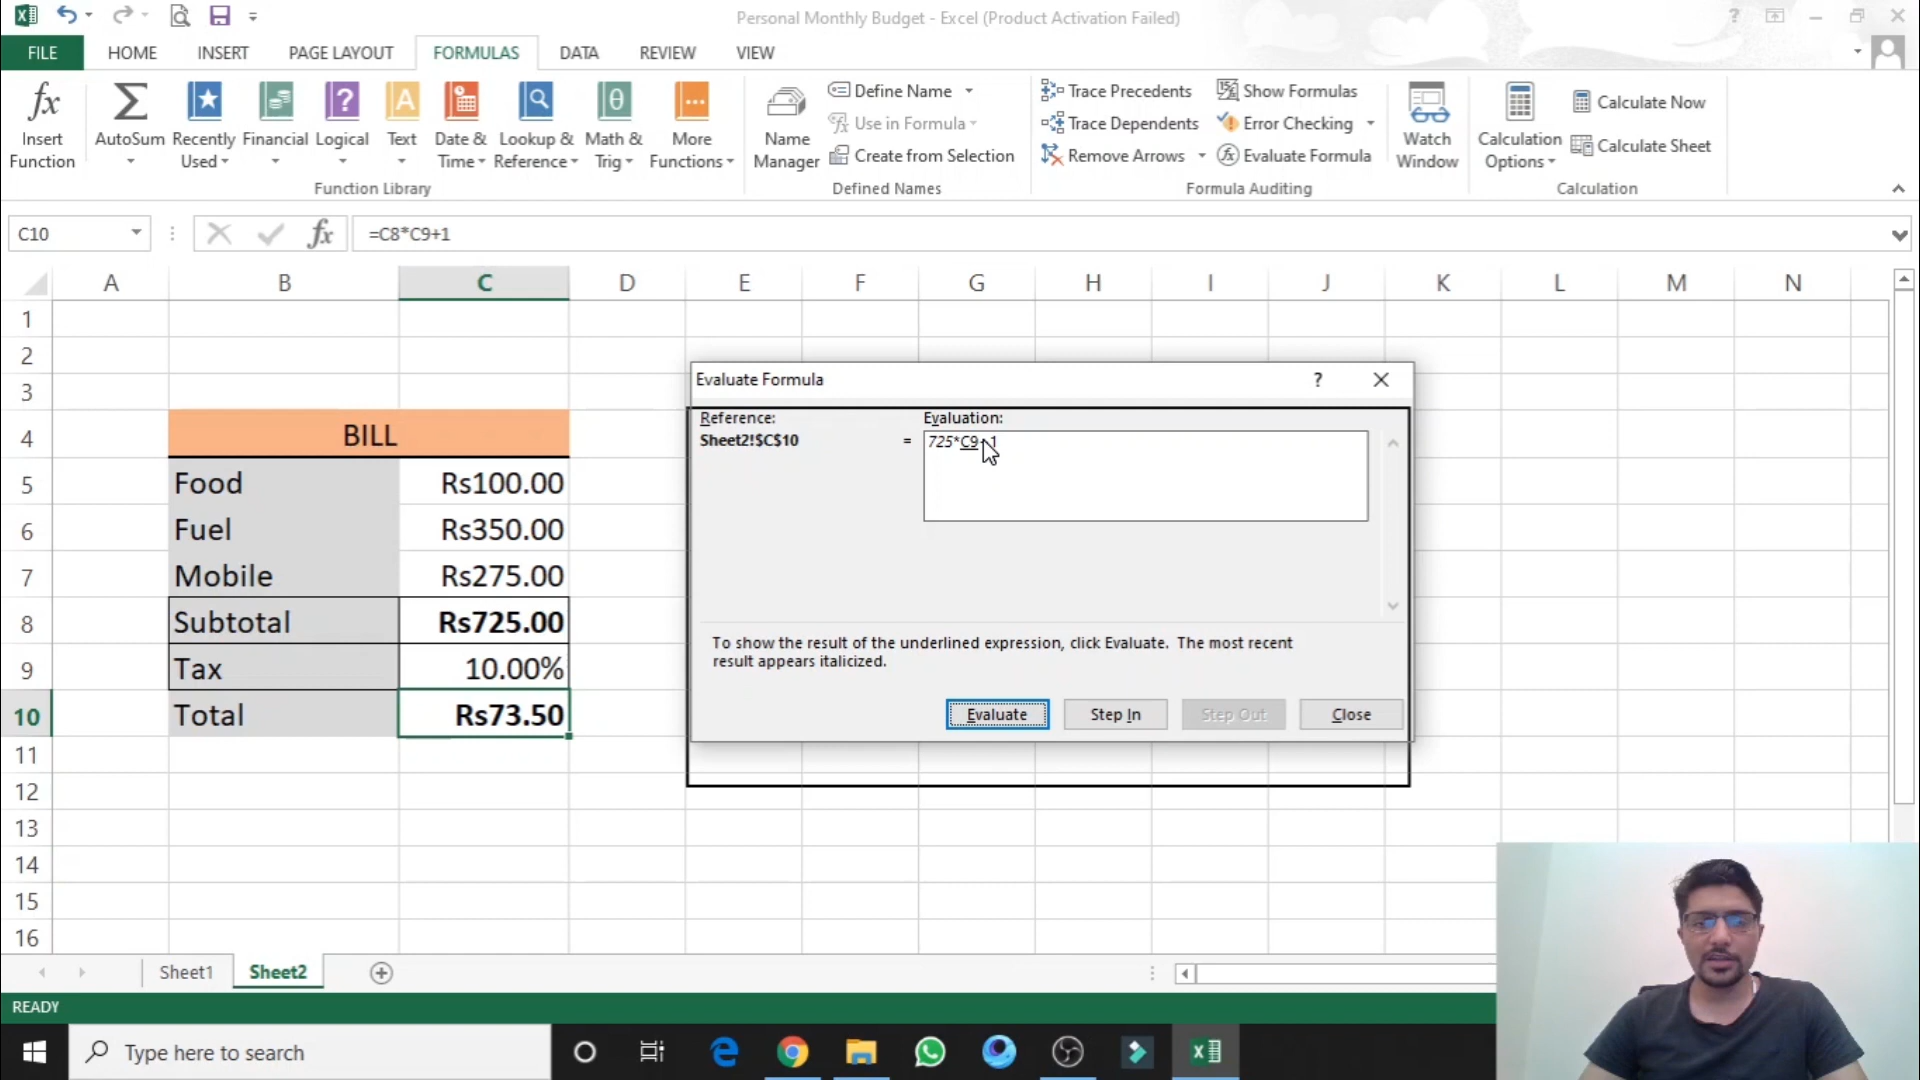 Personal Monthly Budget - Excel (Product Activation Failed)
?
FILE HOME INSERT PAGE LAYOUT FORMULAS DATA REVIEW VIEW
Insert Function
AutoSum
Recently Used
Financial
Logical
Text
Date & Time
Lookup & Reference
Math & Trig
More Functions
Function Library
Name Manager
Define Name
Use in Formula
Create from Selection
Defined Names
Trace Precedents
Trace Dependents
Remove Arrows
Show Formulas
Error Checking
Evaluate Formula
Formula Auditing
Watch Window
Calculation Options
Calculate Now
Calculate Sheet
Calculation
C10 fx =C8*C9+1
A B C D E F G H I J K L M N
1
2
3
4 BILL
5 Food Rs100.00
6 Fuel Rs350.00
7 Mobile Rs275.00
8 Subtotal Rs725.00
9 Tax 10.00%
10 Total Rs73.50
11
12
13
14
15
16
Evaluate Formula ?
Reference: Evaluation:
Sheet2!$C$10 = 725*C9+1
To show the result of the underlined expression, click Evaluate. The most recent
result appears italicized.
Evaluate Step In Step Out Close
Sheet1 Sheet2
READY
Type here to search